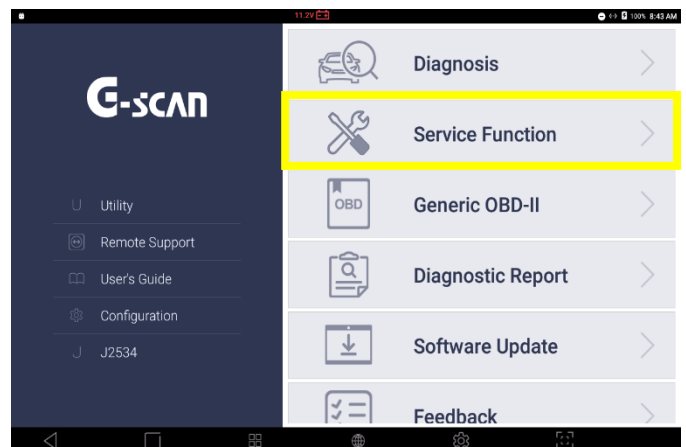 11.2V
100% 8:43 AM
G-scan
Utility
Remote Support
User's Guide
Configuration
J2534
Diagnosis
Service Function
OBD
Generic OBD-II
Diagnostic Report
Software Update
Feedback